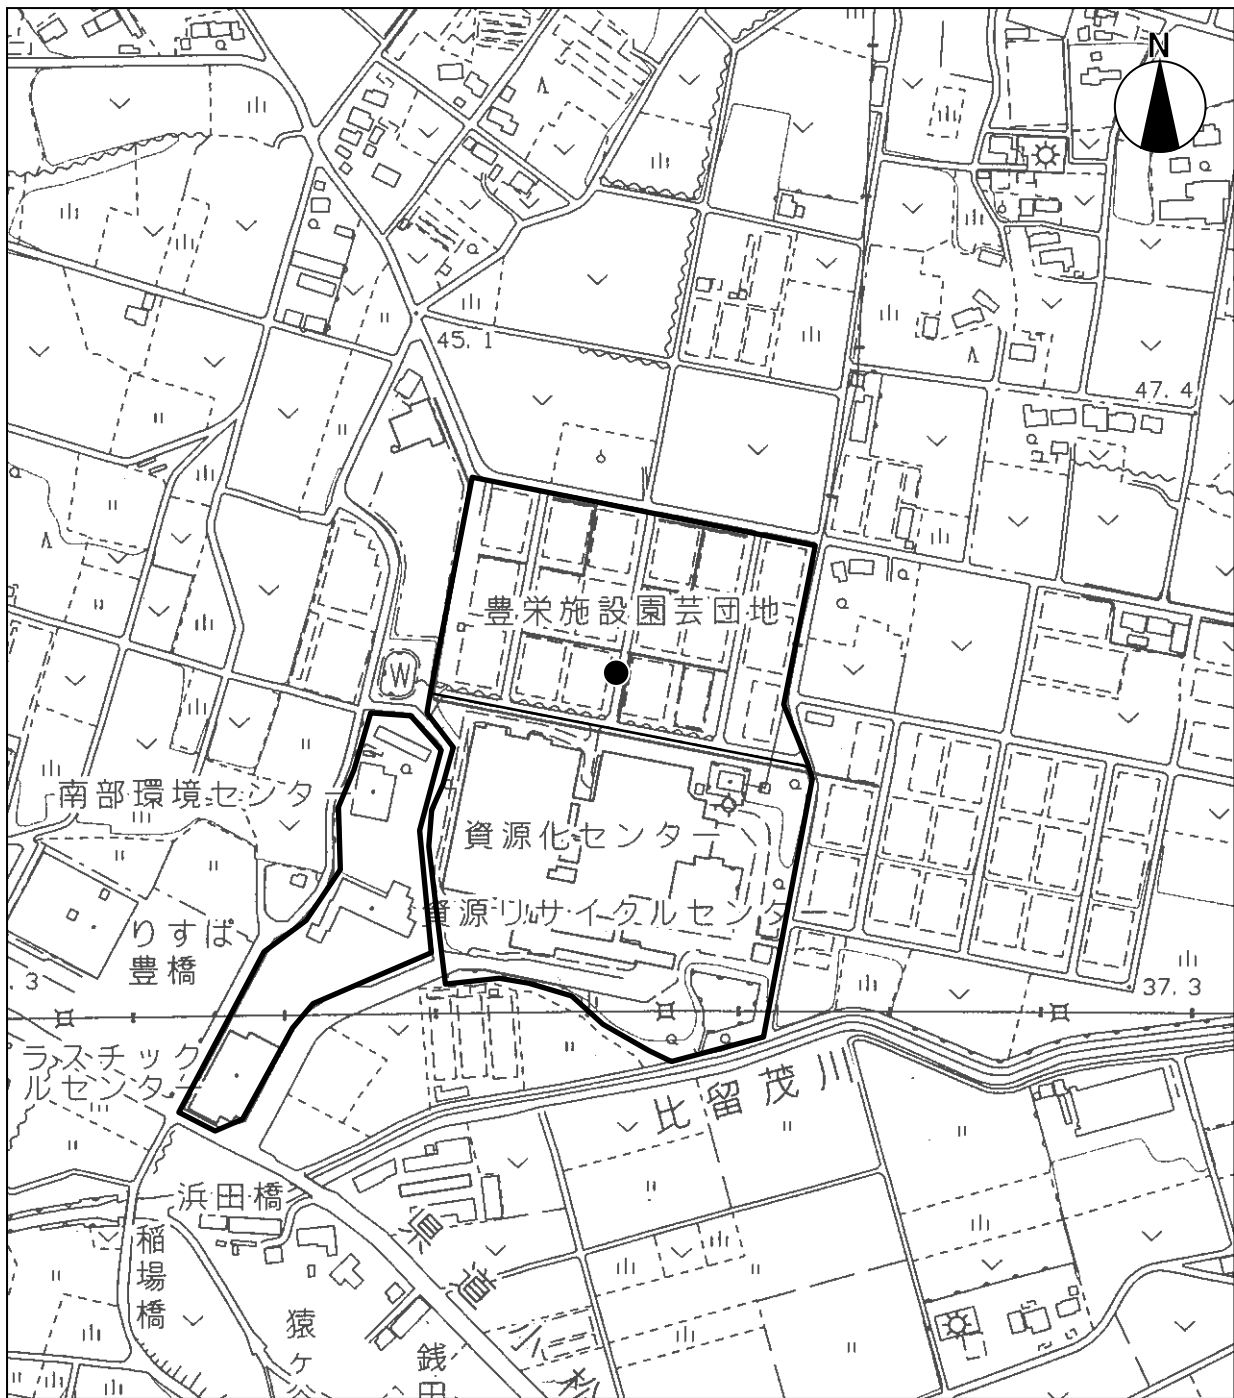 N
45.1
47.4
豊栄施設園芸団地
W
南部環境センター
資源化センター
資源リサイクルセンタ
りすぱ
豊橋
.3
37.3
ラスチック
ルセンター
比留茂川
浜田橋
稲場橋
県道
猿ヶ
銭田